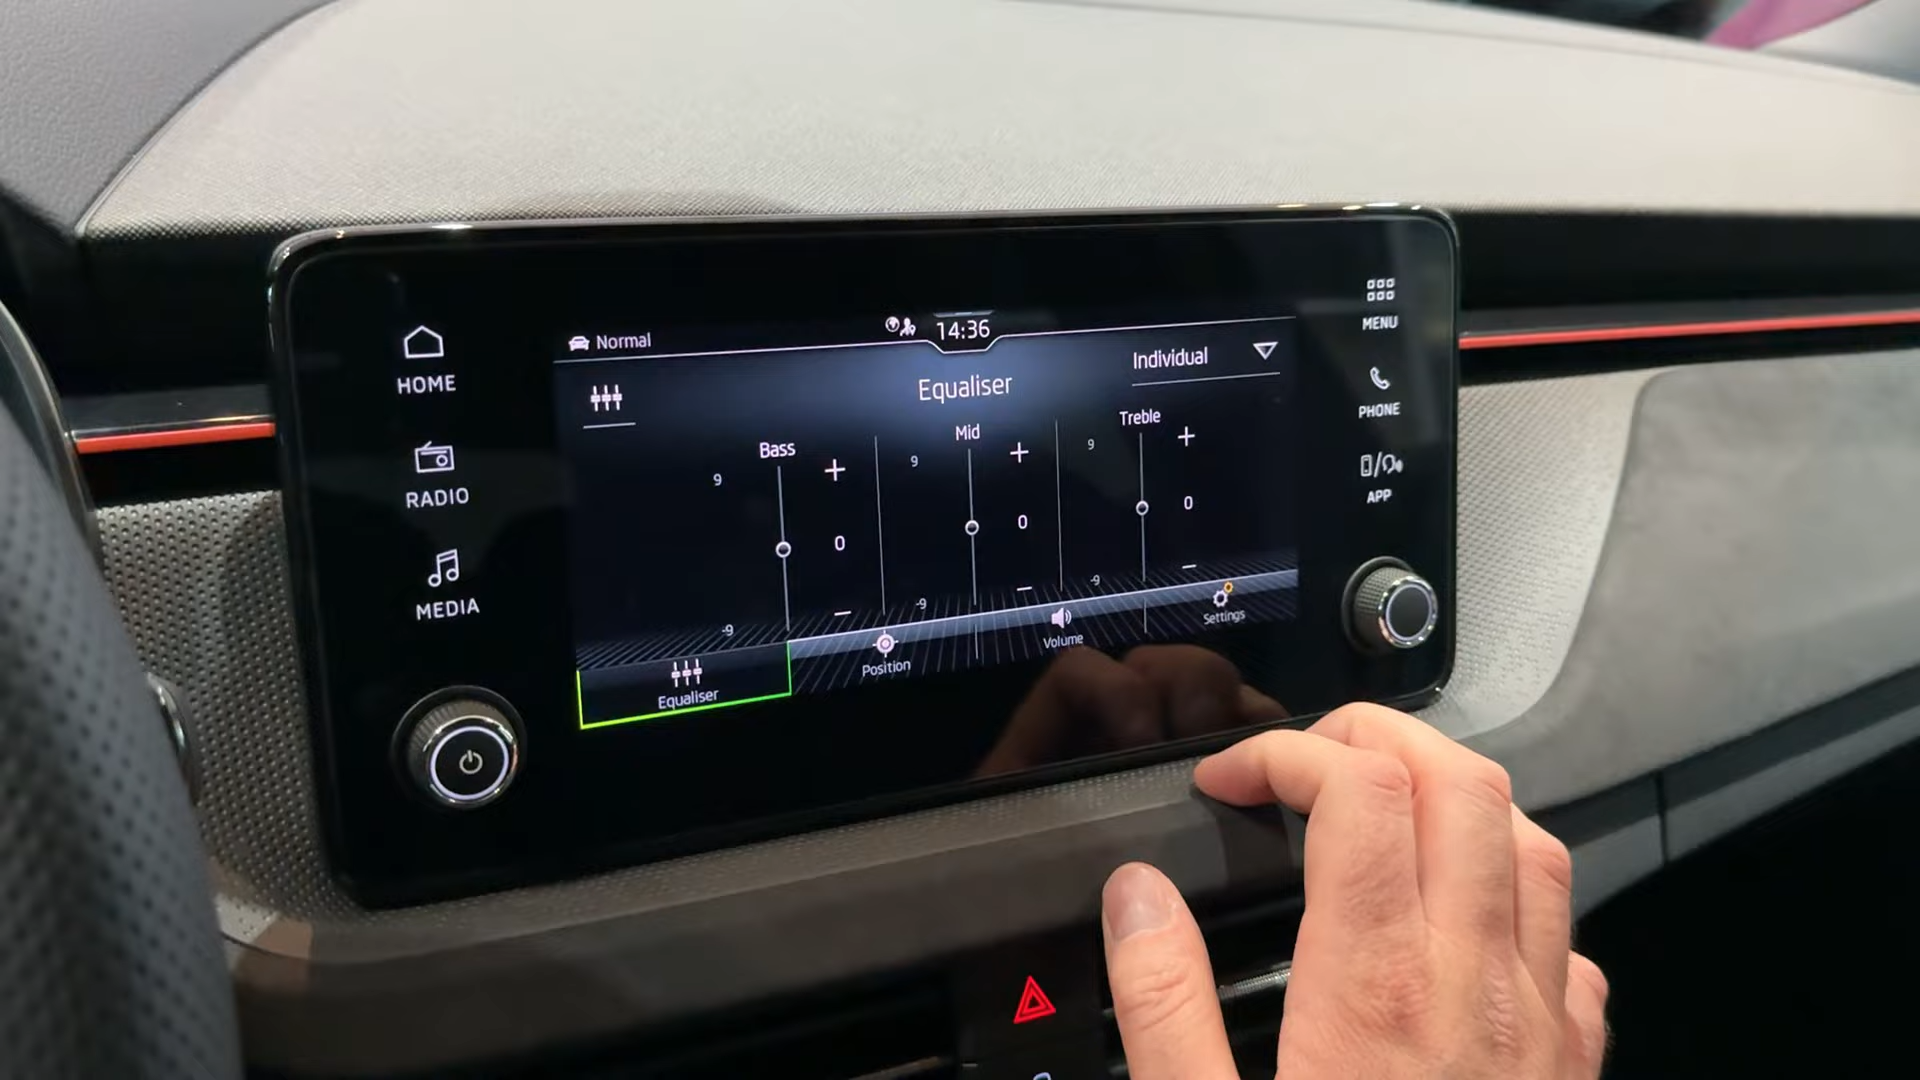 HOME
RADIO
MEDIA
Normal
14:36
Individual
Equaliser
Bass
9
+
0
-9
−
Mid
9
+
0
-9
−
Treble
9
+
0
-9
−
Equaliser
Position
Volume
Settings
MENU
PHONE
APP